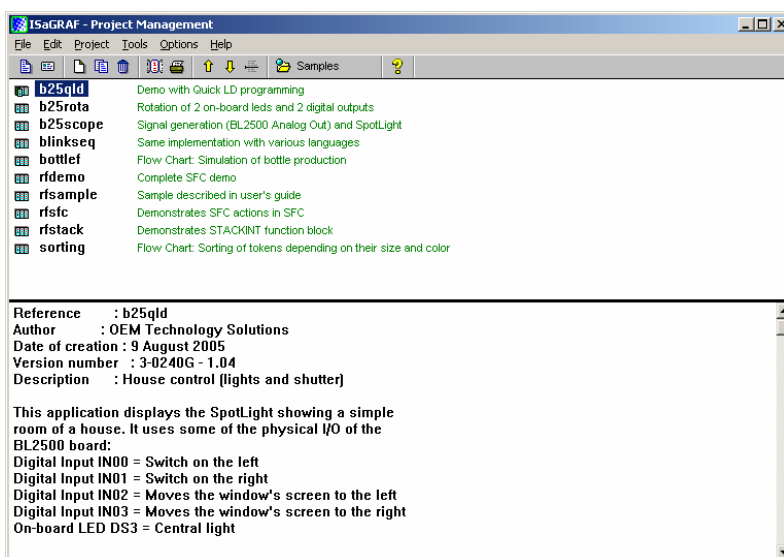 ISaGRAF - Project Management
File Edit Project Tools Options Help
Samples
b25qld Demo with Quick LD programming
b25rota Rotation of 2 on-board leds and 2 digital outputs
b25scope Signal generation (BL2500 Analog Out) and SpotLight
blinkseq Same implementation with various languages
bottlef Flow Chart: Simulation of bottle production
rfdemo Complete SFC demo
rfsample Sample described in user's guide
rfsfc Demonstrates SFC actions in SFC
rfstack Demonstrates STACKINT function block
sorting Flow Chart: Sorting of tokens depending on their size and color
Reference : b25qld
Author : OEM Technology Solutions
Date of creation : 9 August 2005
Version number : 3-0240G - 1.04
Description : House control (lights and shutter)
This application displays the SpotLight showing a simple
room of a house. It uses some of the physical I/O of the
BL2500 board:
Digital Input IN00 = Switch on the left
Digital Input IN01 = Switch on the right
Digital Input IN02 = Moves the window's screen to the left
Digital Input IN03 = Moves the window's screen to the right
On-board LED DS3 = Central light